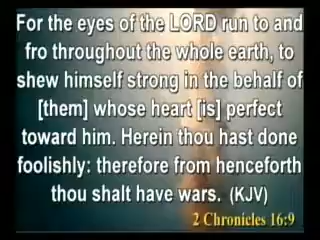 For the eyes of the LORD run to and
fro throughout the whole earth, to
shew himself strong in the behalf of
[them] whose heart [is] perfect
toward him. Herein thou hast done
foolishly: therefore from henceforth
thou shalt have wars. (KJV)
2 Chronicles 16:9